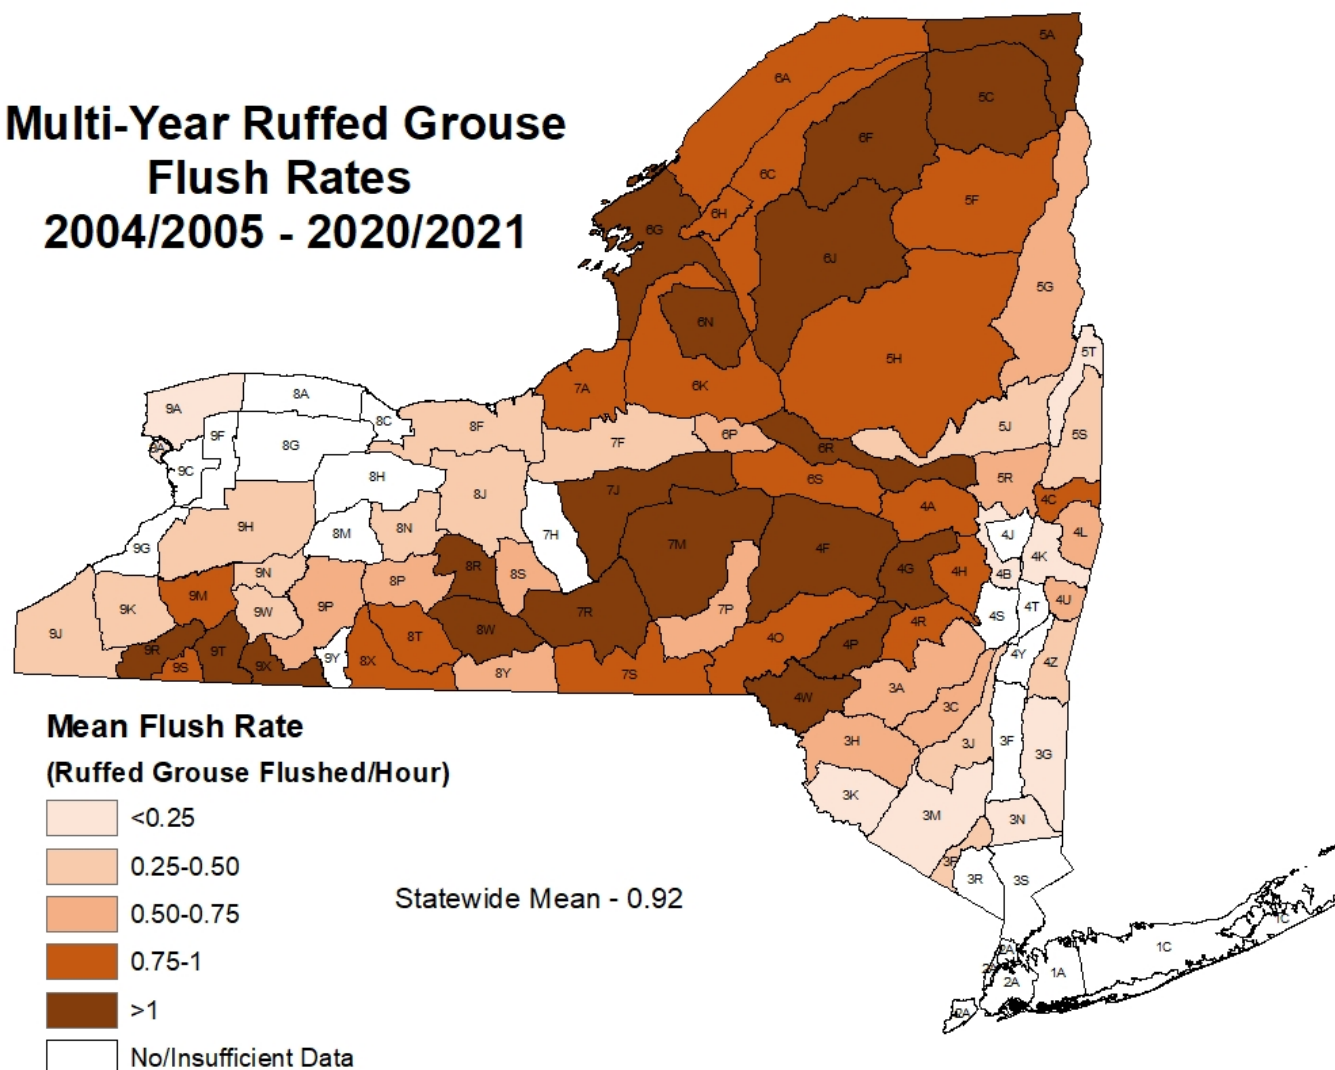 Multi-Year Ruffed Grouse
Flush Rates
2004/2005 - 2020/2021
5A
6A
5C
6F
6C
5F
6H
6G
6J
5G
6N
5T
5H
7A
6K
8A
9A
8C
8F
5J
9F
6P
5S
8G
7F
6R
9A
9C
8H
6S
5R
7J
8J
4C
4A
9H
8N
4L
8M
7H
4J
9G
7M
4F
4K
8R
4G
4H
9N
8S
4B
8P
9M
4U
9K
9P
4T
9W
7R
7P
4S
4R
9J
8W
8T
4O
4P
9R
9T
4Y
9Y
8X
4Z
9S
9X
8Y
7S
3A
4W
3C
3H
3J
3F
3G
3K
3M
3N
3P
3R
3S
1C
2A
1C
2A
1A
2A
2A
Mean Flush Rate
(Ruffed Grouse Flushed/Hour)
<0.25
0.25-0.50
0.50-0.75
0.75-1
>1
No/Insufficient Data
Statewide Mean - 0.92